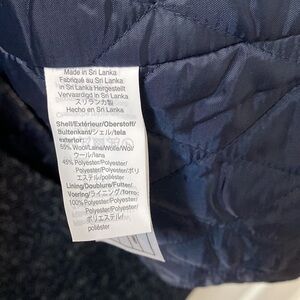 Made in Sri Lanka
Fabriqué au Sri Lanka
in Sri Lanka Hergestellt
Vervaardigd in Sri Lanka
スリランカ製
Hecho en Sri Lanka
Shell/Extérieur/Oberstoff/
buitenkant/シェル/tela
exterior:
55% Wool/Laine/Wolle/Wol/
ウール/lana
45% Polyester/Polyester/
Polyester/Polyester/ポリ
エステル/poliéster
Lining/Doublure/Futter/
Voering/ライニング/forro:
100% Polyester/Polyester/
Polyester/Polyester/
ポリエステル/
poliéster